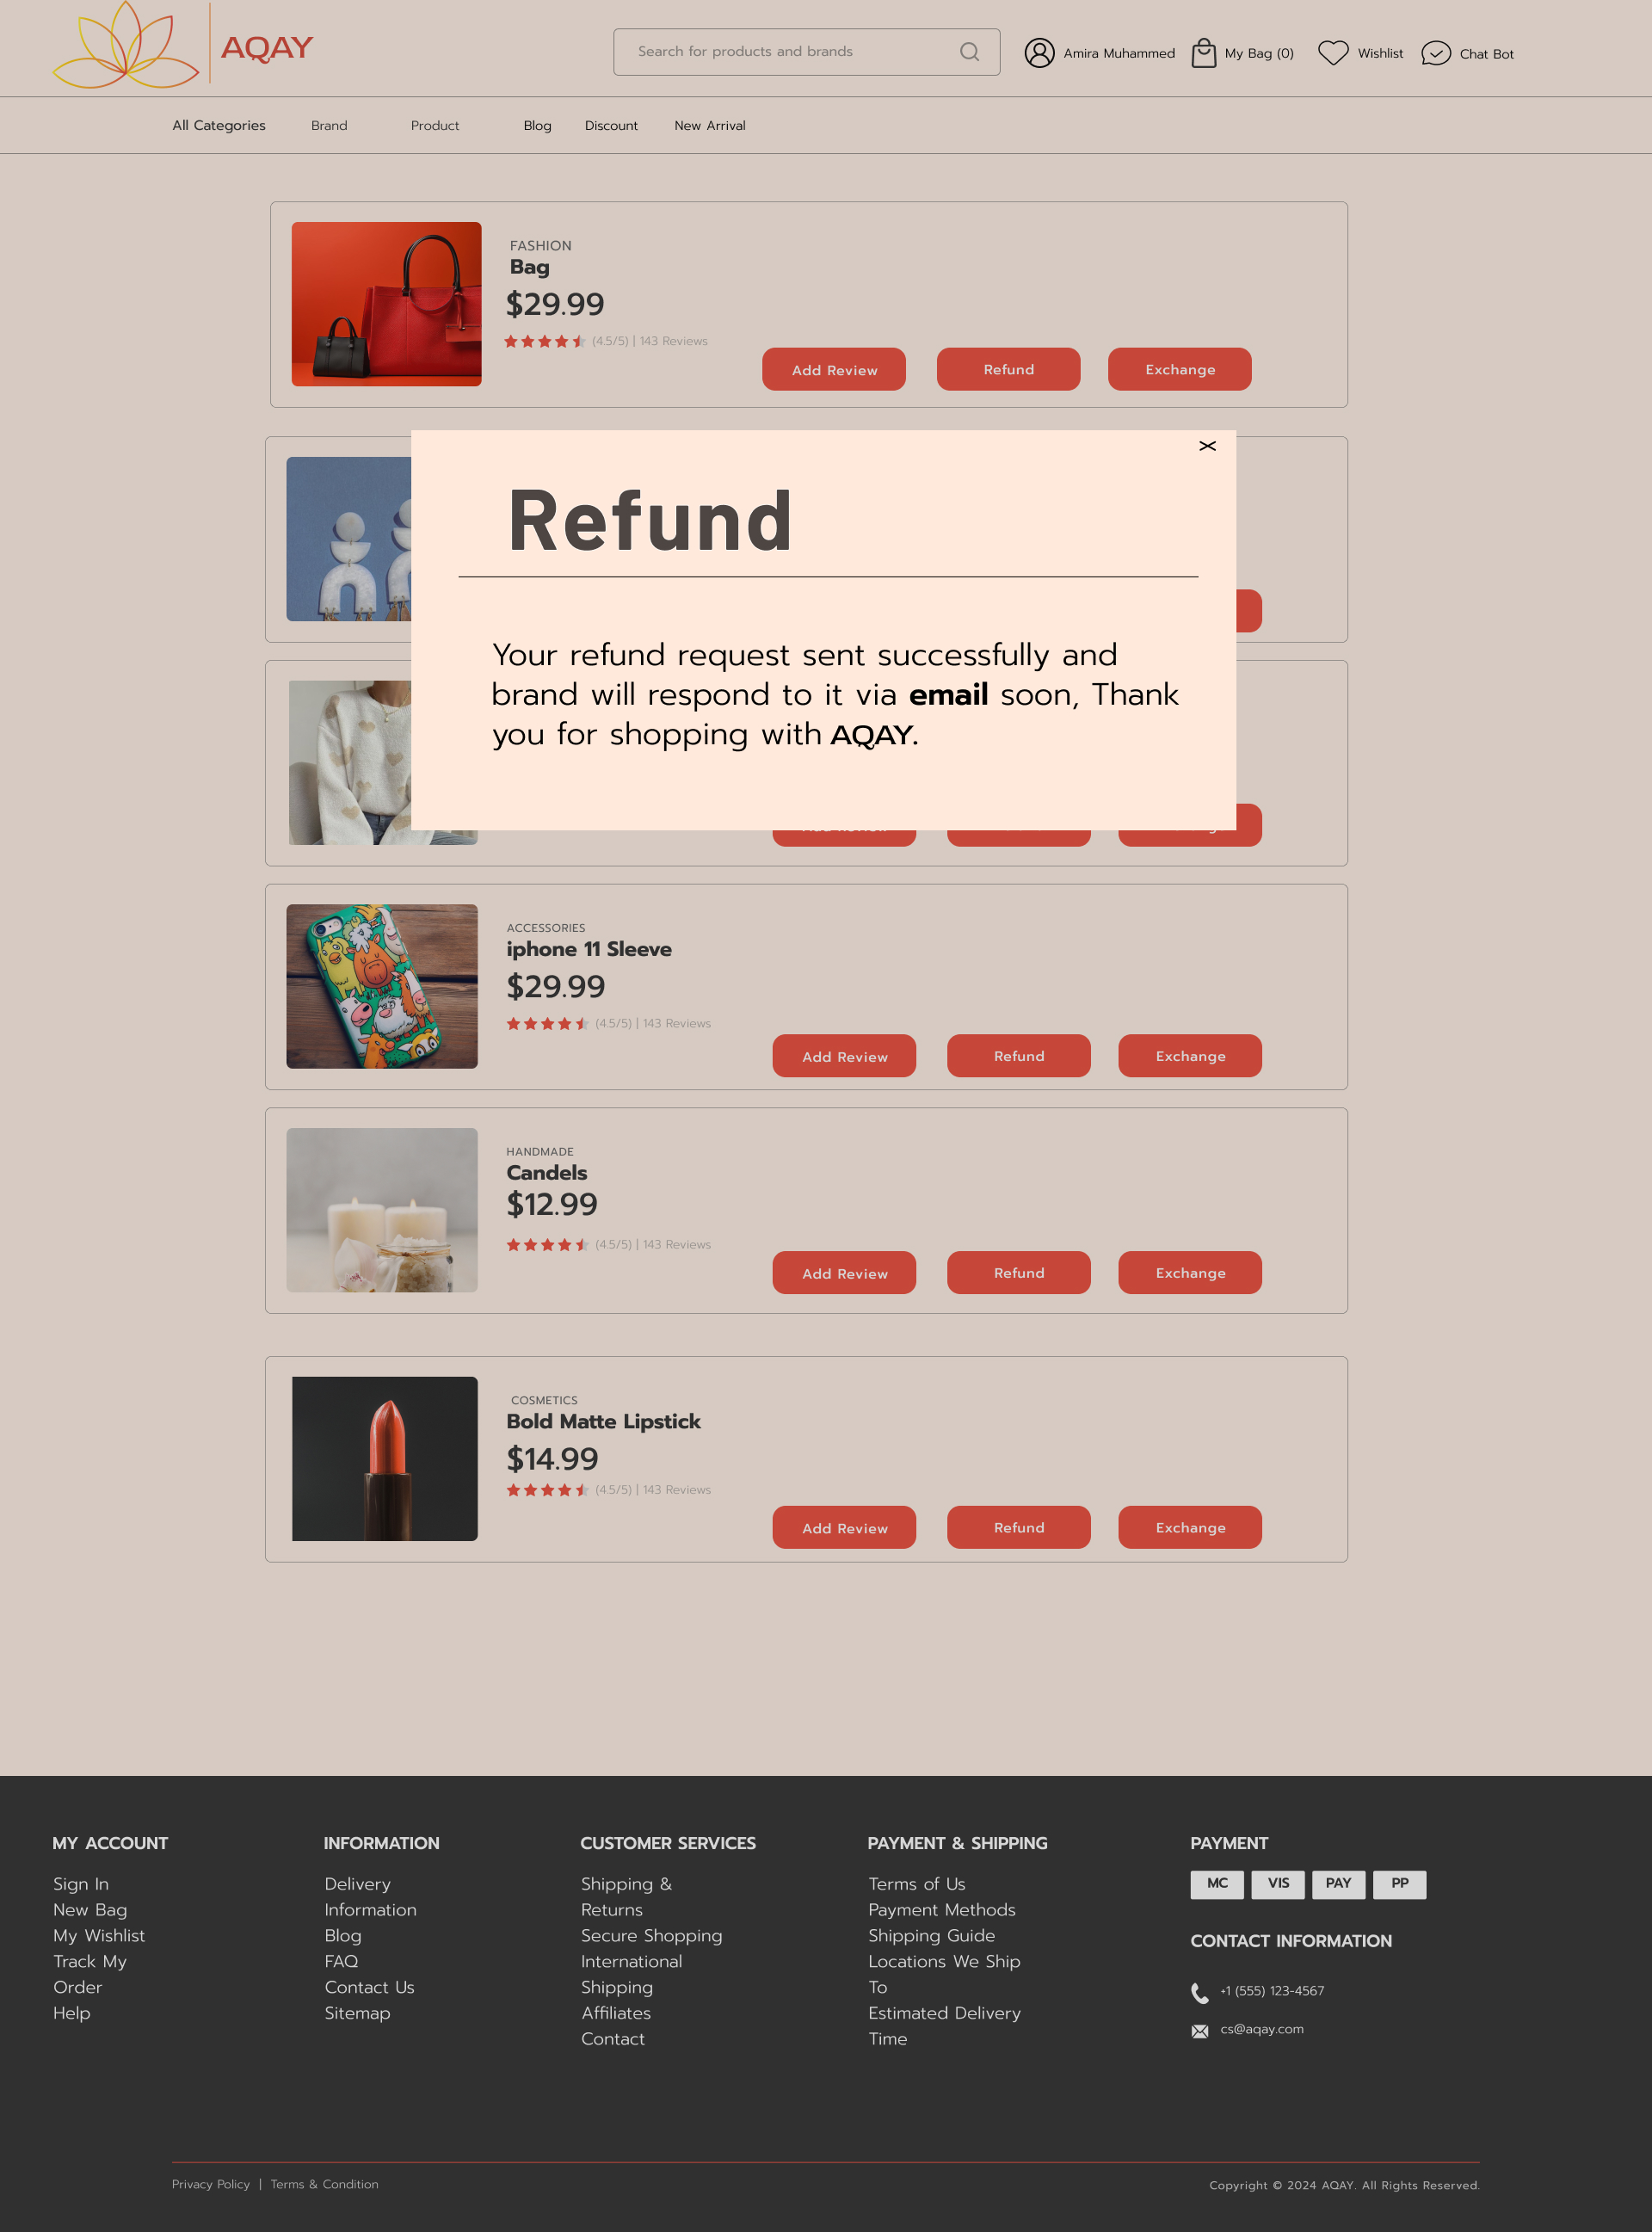 AQAY
Search for products and brands
Amira Muhammed
My Bag (0)
Wishlist
Chat Bot
All Categories
Brand
Product
Blog
Discount
New Arrival
FASHION
Bag
$29.99
(4.5/5) | 143 Reviews
Add Review
Refund
Exchange
Refund
Your refund request sent successfully and
brand will respond to it via email soon, Thank
you for shopping with AQAY.
ACCESSORIES
iphone 11 Sleeve
$29.99
(4.5/5) | 143 Reviews
Add Review
Refund
Exchange
HANDMADE
Candels
$12.99
(4.5/5) | 143 Reviews
Add Review
Refund
Exchange
COSMETICS
Bold Matte Lipstick
$14.99
(4.5/5) | 143 Reviews
Add Review
Refund
Exchange
MY ACCOUNT
Sign In
New Bag
My Wishlist
Track My
Order
Help
INFORMATION
Delivery
Information
Blog
FAQ
Contact Us
Sitemap
CUSTOMER SERVICES
Shipping &
Returns
Secure Shopping
International
Shipping
Affiliates
Contact
PAYMENT & SHIPPING
Terms of Us
Payment Methods
Shipping Guide
Locations We Ship
To
Estimated Delivery
Time
PAYMENT
MC
VIS
PAY
PP
CONTACT INFORMATION
+1 (555) 123-4567
cs@aqay.com
Privacy Policy | Terms & Condition
Copyright © 2024 AQAY. All Rights Reserved.